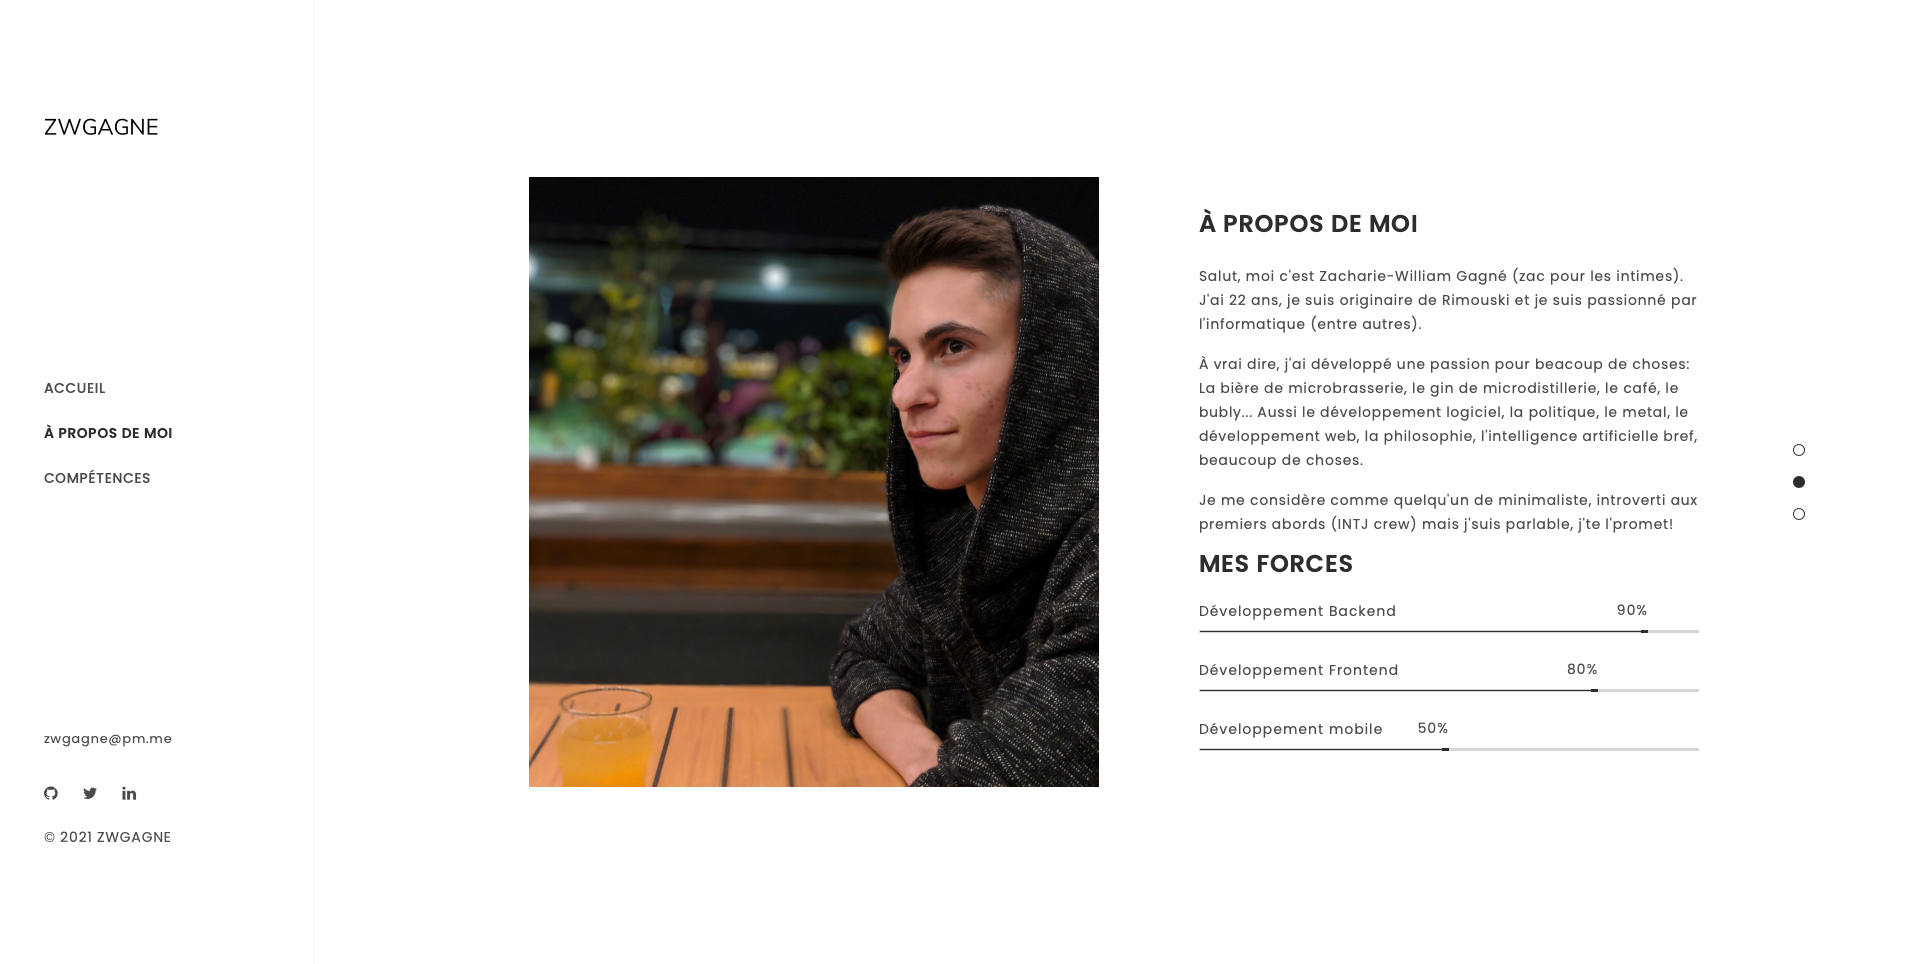 ZWGAGNE
ACCUEIL
À PROPOS DE MOI
COMPÉTENCES
zwgagne@pm.me
© 2021 ZWGAGNE
À PROPOS DE MOI
Salut, moi c'est Zacharie-William Gagné (zac pour les intimes).
J'ai 22 ans, je suis originaire de Rimouski et je suis passionné par
l'informatique (entre autres).
À vrai dire, j'ai développé une passion pour beacoup de choses:
La bière de microbrasserie, le gin de microdistillerie, le café, le
bubly... Aussi le développement logiciel, la politique, le metal, le
développement web, la philosophie, l'intelligence artificielle bref,
beaucoup de choses.
Je me considère comme quelqu'un de minimaliste, introverti aux
premiers abords (INTJ crew) mais j'suis parlable, j'te l'promet!
MES FORCES
Développement Backend 90%
Développement Frontend 80%
Développement mobile 50%